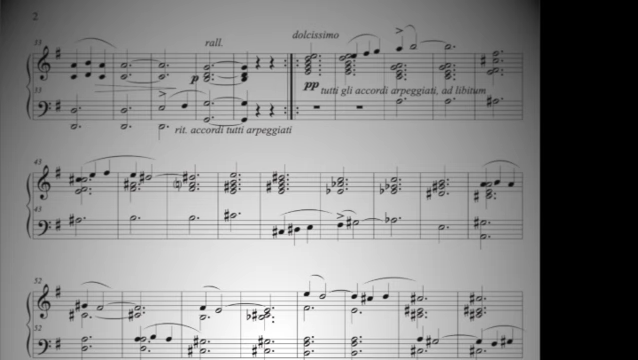 2
rall.
dolcissimo
33
p
pp tutti gli accordi arpeggiati, ad libitum
33
rit. accordi tutti arpeggiati
43
43
52
52